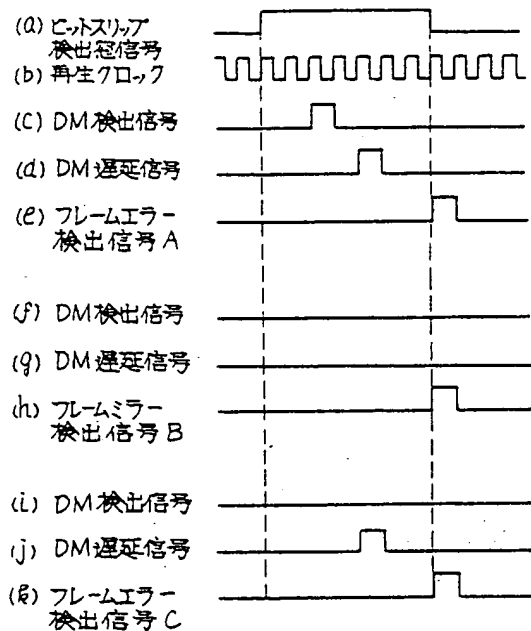 (a) ビットスリップ
検出窓信号
(b) 再生クロック
(c) DM検出信号
(d) DM遅延信号
(e) フレームエラー
検出信号A
(f) DM検出信号
(g) DM遅延信号
(h) フレームミラー
検出信号B
(i) DM検出信号
(j) DM遅延信号
(k) フレームエラー
検出信号C